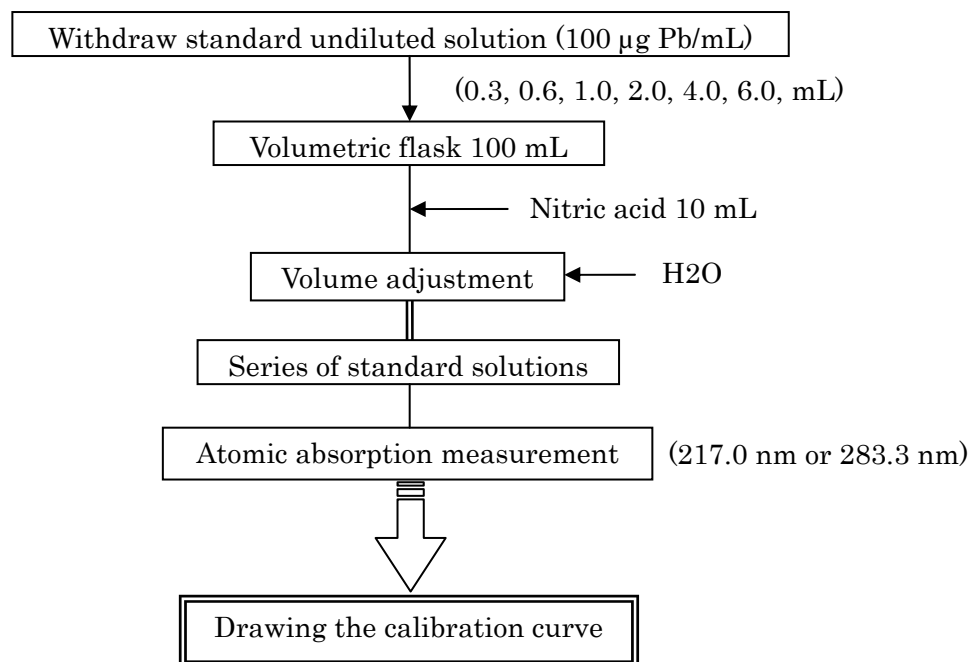 Withdraw standard undiluted solution (100 µg Pb/mL)
(0.3, 0.6, 1.0, 2.0, 4.0, 6.0, mL)
Volumetric flask 100 mL
Nitric acid 10 mL
Volume adjustment
H2O
Series of standard solutions
Atomic absorption measurement
(217.0 nm or 283.3 nm)
Drawing the calibration curve